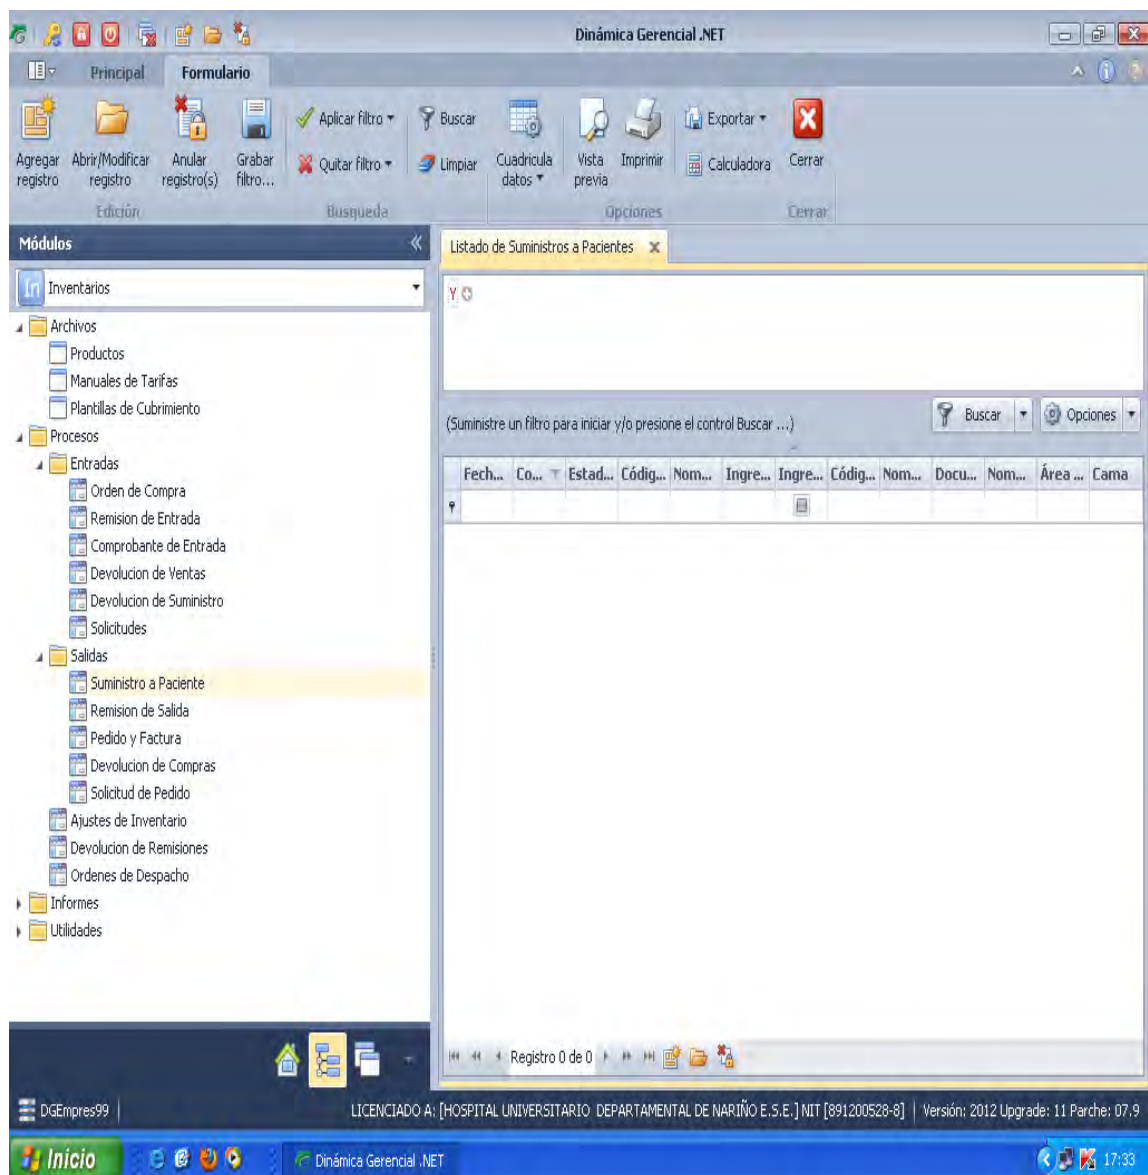 Dinámica Gerencial .NET
Principal Formulario
Agregar registro Abrir/Modificar registro Anular registro(s) Grabar filtro...
Aplicar filtro Buscar
Quitar filtro Limpiar
Cuadricula datos Vista previa Imprimir
Exportar
Calculadora
Cerrar
Edición Busqueda Opciones Cerrar
Módulos
Listado de Suministros a Pacientes
In Inventarios
Y
Archivos
Productos
Manuales de Tarifas
Plantillas de Cubrimiento
Procesos
Entradas
Orden de Compra
Remision de Entrada
Comprobante de Entrada
Devolucion de Ventas
Devolucion de Suministro
Solicitudes
Salidas
Suministro a Paciente
Remision de Salida
Pedido y Factura
Devolucion de Compras
Solicitud de Pedido
Ajustes de Inventario
Devolucion de Remisiones
Ordenes de Despacho
Informes
Utilidades
(Suministre un filtro para iniciar y/o presione el control Buscar ...)
Buscar Opciones
Fech... Co... Estad... Códig... Nom... Ingre... Ingre... Códig... Nom... Docu... Nom... Área ... Cama
Registro 0 de 0
DGEmpres99
LICENCIADO A: [HOSPITAL UNIVERSITARIO DEPARTAMENTAL DE NARIÑO E.S.E.] NIT [891200528-8] Versión: 2012 Upgrade: 11 Parche: 07.9
Inicio Dinámica Gerencial .NET 17:33